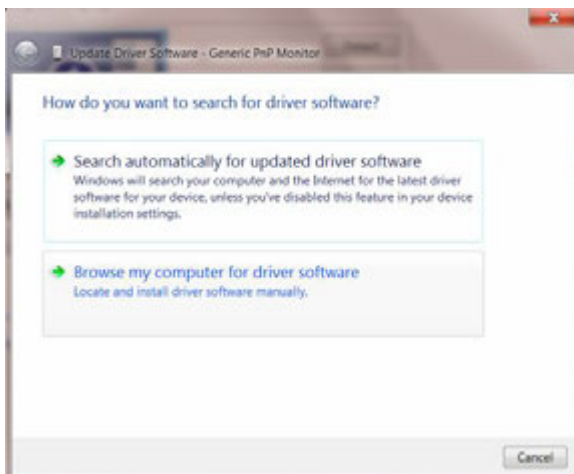 Update Driver Software - Generic PnP Monitor
How do you want to search for driver software?
Search automatically for updated driver software
Windows will search your computer and the Internet for the latest driver
software for your device, unless you've disabled this feature in your device
installation settings.
Browse my computer for driver software
Locate and install driver software manually.
Cancel